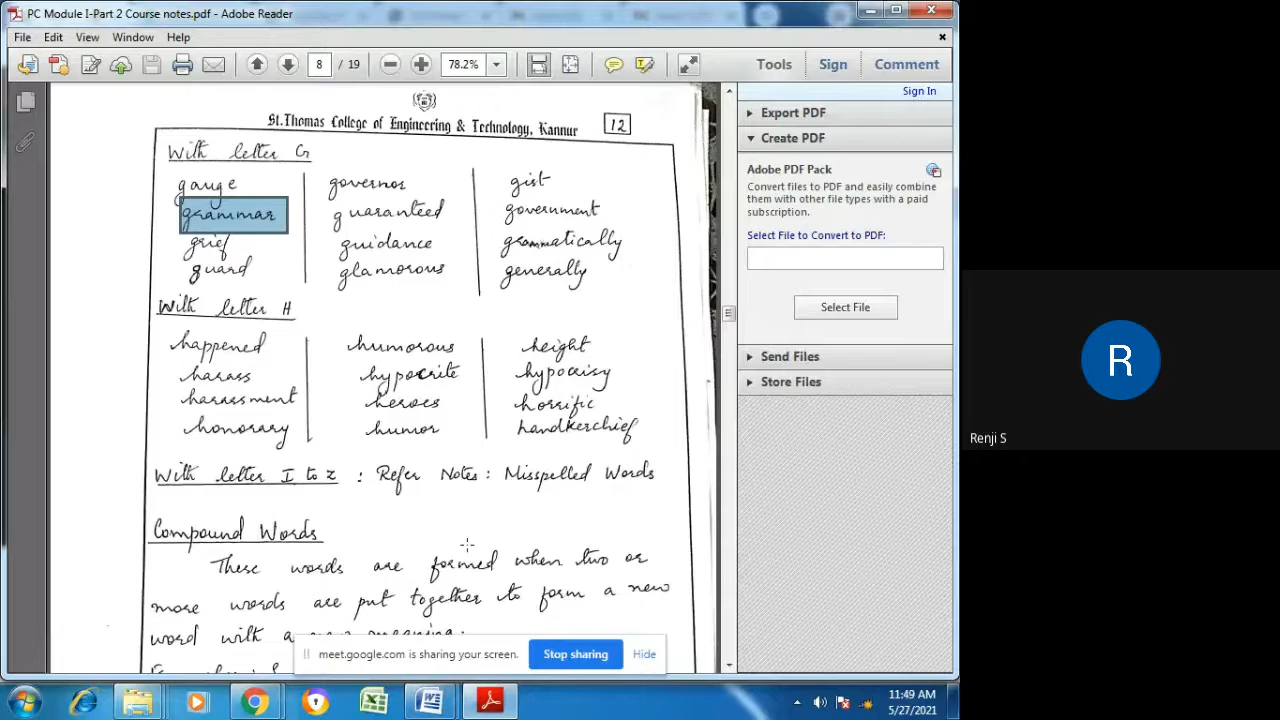 PC Module I-Part 2 Course notes.pdf - Adobe Reader
File Edit View Window Help
8 / 19 78.2% Tools Sign Comment
Sign In
Export PDF
Create PDF
Adobe PDF Pack
Convert files to PDF and easily combine
them with other file types with a paid
subscription.
Select File to Convert to PDF:
Select File
Send Files
Store Files
St.Thomas College of Engineering & Technology, Kannur 12
With letter G
gauge governor gist
grammar guaranteed government
grief guidance grammatically
guard glamorous generally
With letter H
happened humorous height
harass hypocrite hypocrisy
harassment heroes horrific
honorary humor handkerchief
With letter I to Z : Refer Notes: Misspelled Words
Compound Words
These words are formed when two or
more words are put together to form a new
word with a meaning:
meet.google.com is sharing your screen. Stop sharing Hide
R
Renji S
11:49 AM
5/27/2021